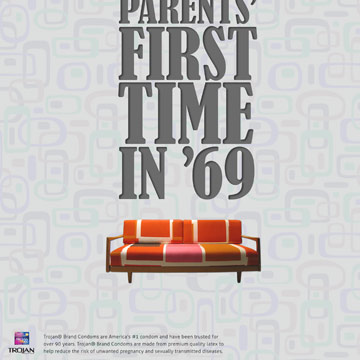 PARENTS'
FIRST
TIME
IN '69
Trojan® Brand Condoms are America's #1 condom and have been trusted for
over 90 years. Trojan® Brand Condoms are made from premium quality latex to
help reduce the risk of unwanted pregnancy and sexually transmitted diseases.
TROJAN